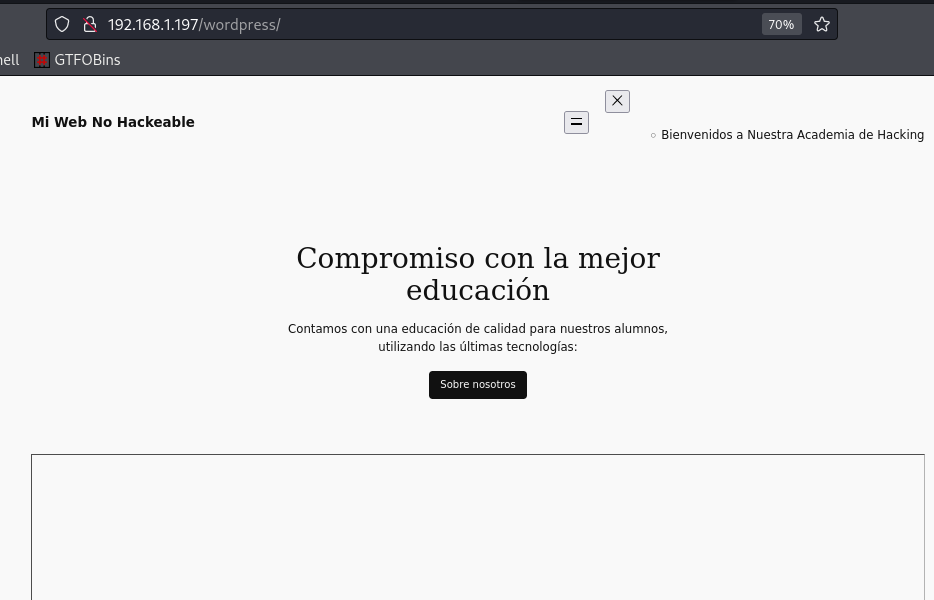 192.168.1.197/wordpress/
70%
ell
GTFOBins
Mi Web No Hackeable
Bienvenidos a Nuestra Academia de Hacking
Compromiso con la mejor
educación
Contamos con una educación de calidad para nuestros alumnos,
utilizando las últimas tecnologías:
Sobre nosotros